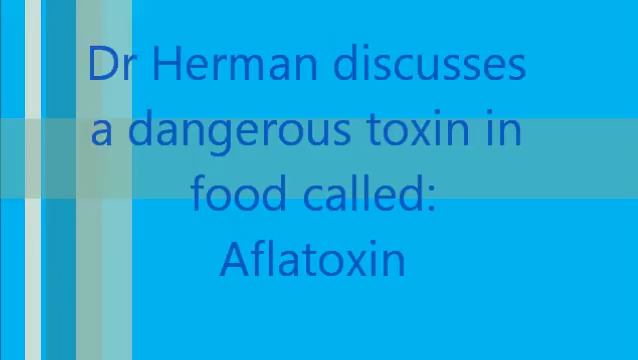 Dr Herman discusses
a dangerous toxin in
food called:
Aflatoxin